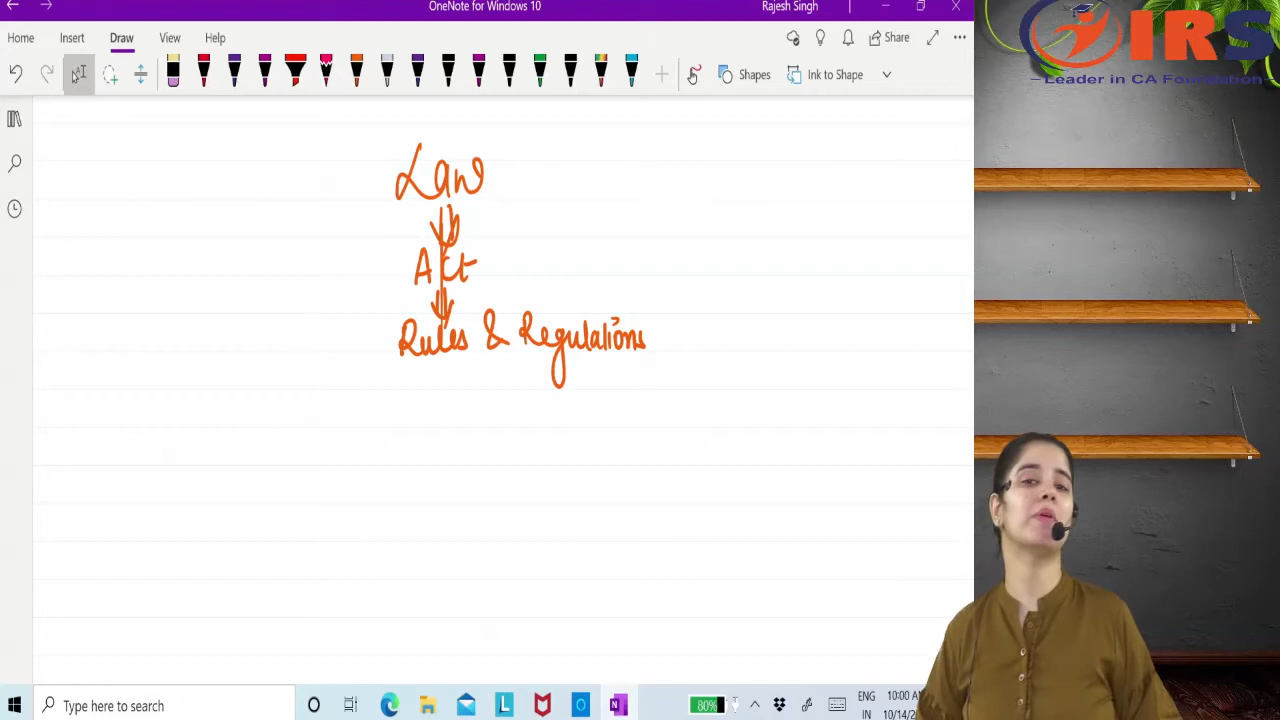 OneNote for Windows 10
Rajesh Singh
Home Insert Draw View Help
Share
Shapes
Ink to Shape
IRS
Leader in CA Foundation
Law
Act
Rules & Regulations
Type here to search
80%
ENG
IN
10:00 AM
10/14/2